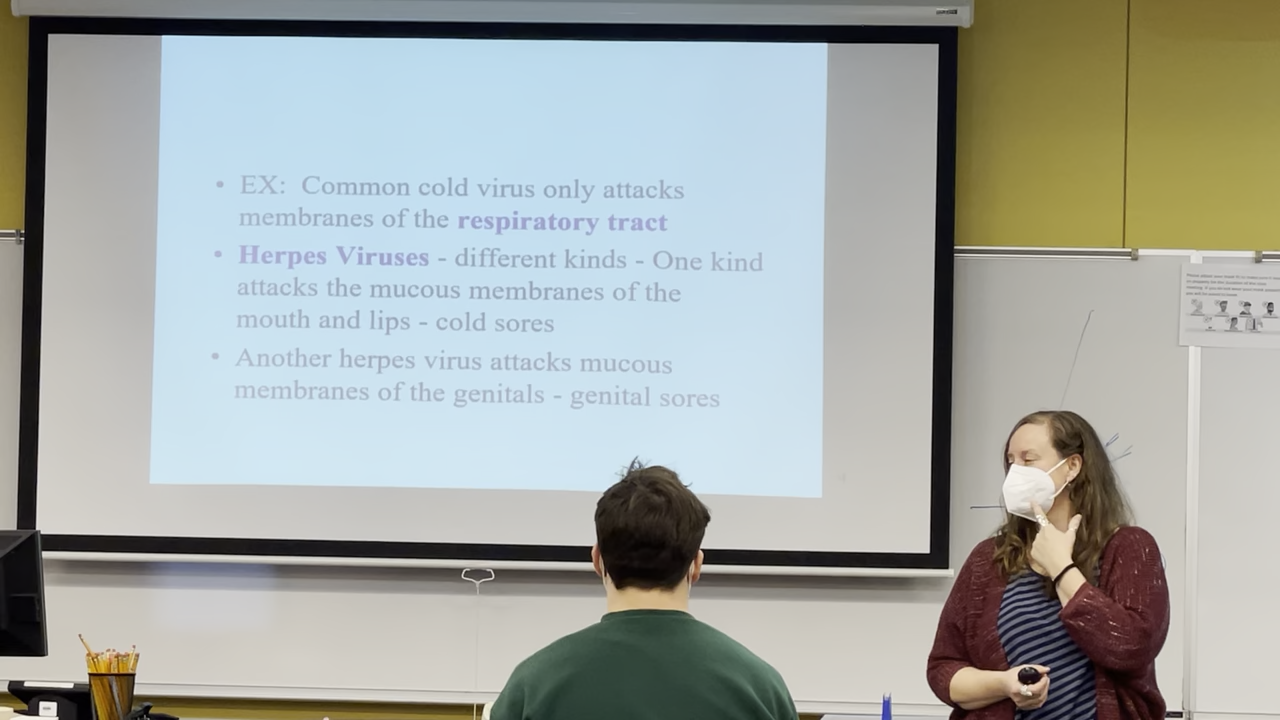 • EX: Common cold virus only attacks
membranes of the respiratory tract
• Herpes Viruses - different kinds - One kind
attacks the mucous membranes of the
mouth and lips - cold sores
• Another herpes virus attacks mucous
membranes of the genitals - genital sores